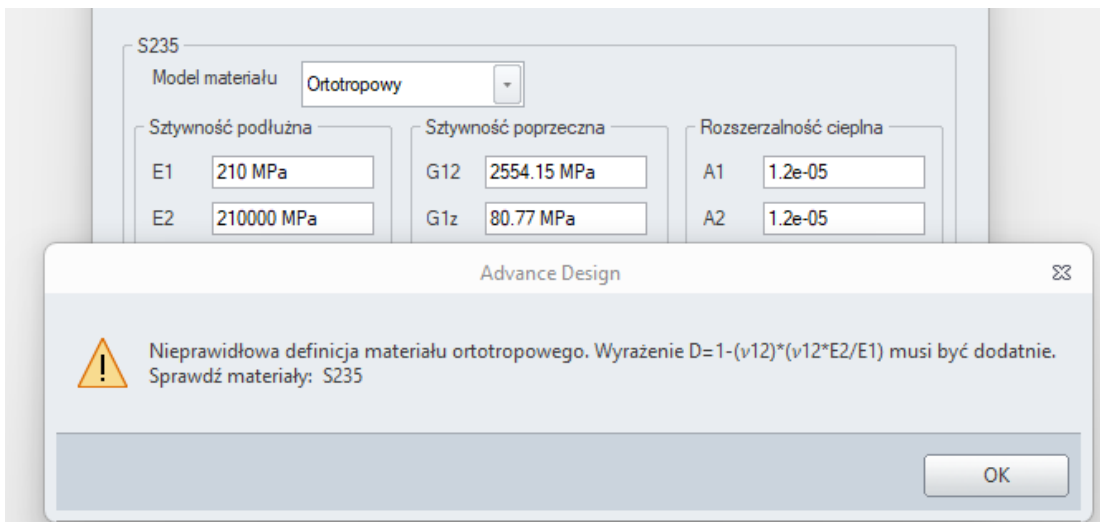 S235
Model materiału Ortotropowy
Sztywność podłużna Sztywność poprzeczna Rozszerzalność cieplna
E1 210 MPa G12 2554.15 MPa A1 1.2e-05
E2 210000 MPa G1z 80.77 MPa A2 1.2e-05
Advance Design
Nieprawidłowa definicja materiału ortotropowego. Wyrażenie D=1-(ν12)*(ν12*E2/E1) musi być dodatnie.
Sprawdź materiały: S235
OK